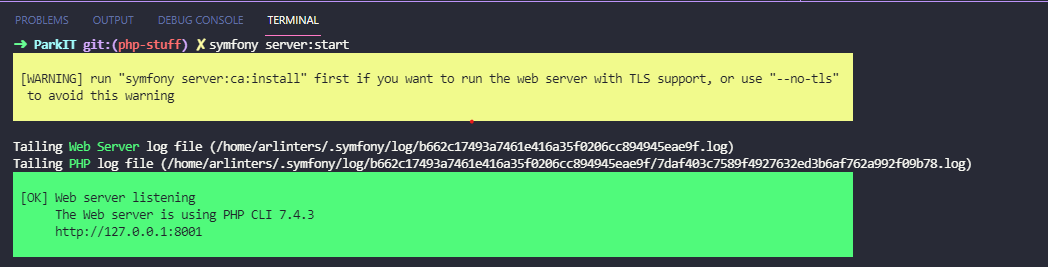 PROBLEMS OUTPUT DEBUG CONSOLE TERMINAL
➜ ParkIT git:(php-stuff) ✗ symfony server:start
[WARNING] run "symfony server:ca:install" first if you want to run the web server with TLS support, or use "--no-tls"
to avoid this warning
Tailing Web Server log file (/home/arlinters/.symfony/log/b662c17493a7461e416a35f0206cc894945eae9f.log)
Tailing PHP log file (/home/arlinters/.symfony/log/b662c17493a7461e416a35f0206cc894945eae9f/7daf403c7589f4927632ed3b6af762a992f09b78.log)
[OK] Web server listening
The Web server is using PHP CLI 7.4.3
http://127.0.0.1:8001